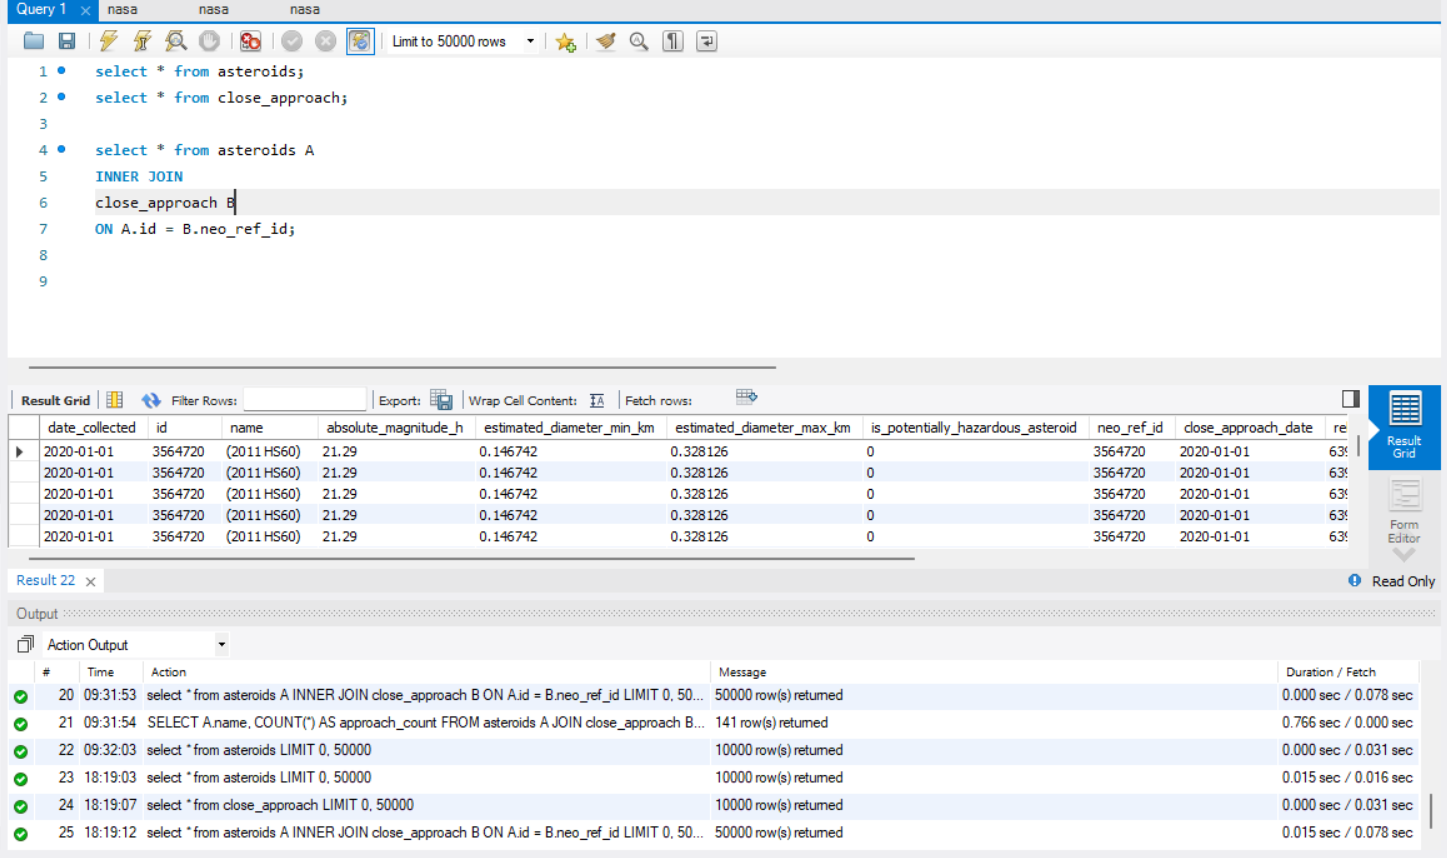 Query 1 nasa nasa nasa
Limit to 50000 rows
1 select * from asteroids;
2 select * from close_approach;
3
4 select * from asteroids A
5 INNER JOIN
6 close_approach B
7 ON A.id = B.neo_ref_id;
8
9
Result Grid Filter Rows: Export: Wrap Cell Content: Fetch rows:
date_collected id name absolute_magnitude_h estimated_diameter_min_km estimated_diameter_max_km is_potentially_hazardous_asteroid neo_ref_id close_approach_date
2020-01-01 3564720 (2011 HS60) 21.29 0.146742 0.328126 0 3564720 2020-01-01
2020-01-01 3564720 (2011 HS60) 21.29 0.146742 0.328126 0 3564720 2020-01-01
2020-01-01 3564720 (2011 HS60) 21.29 0.146742 0.328126 0 3564720 2020-01-01
2020-01-01 3564720 (2011 HS60) 21.29 0.146742 0.328126 0 3564720 2020-01-01
2020-01-01 3564720 (2011 HS60) 21.29 0.146742 0.328126 0 3564720 2020-01-01
Result
Grid
Form
Editor
Result 22 Read Only
Output
Action Output
# Time Action Message Duration / Fetch
20 09:31:53 select * from asteroids A INNER JOIN close_approach B ON A.id = B.neo_ref_id LIMIT 0, 50... 50000 row(s) returned 0.000 sec / 0.078 sec
21 09:31:54 SELECT A.name, COUNT(*) AS approach_count FROM asteroids A JOIN close_approach B... 141 row(s) returned 0.766 sec / 0.000 sec
22 09:32:03 select * from asteroids LIMIT 0, 50000 10000 row(s) returned 0.000 sec / 0.031 sec
23 18:19:03 select * from asteroids LIMIT 0, 50000 10000 row(s) returned 0.015 sec / 0.016 sec
24 18:19:07 select * from close_approach LIMIT 0, 50000 10000 row(s) returned 0.000 sec / 0.031 sec
25 18:19:12 select * from asteroids A INNER JOIN close_approach B ON A.id = B.neo_ref_id LIMIT 0, 50... 50000 row(s) returned 0.015 sec / 0.078 sec